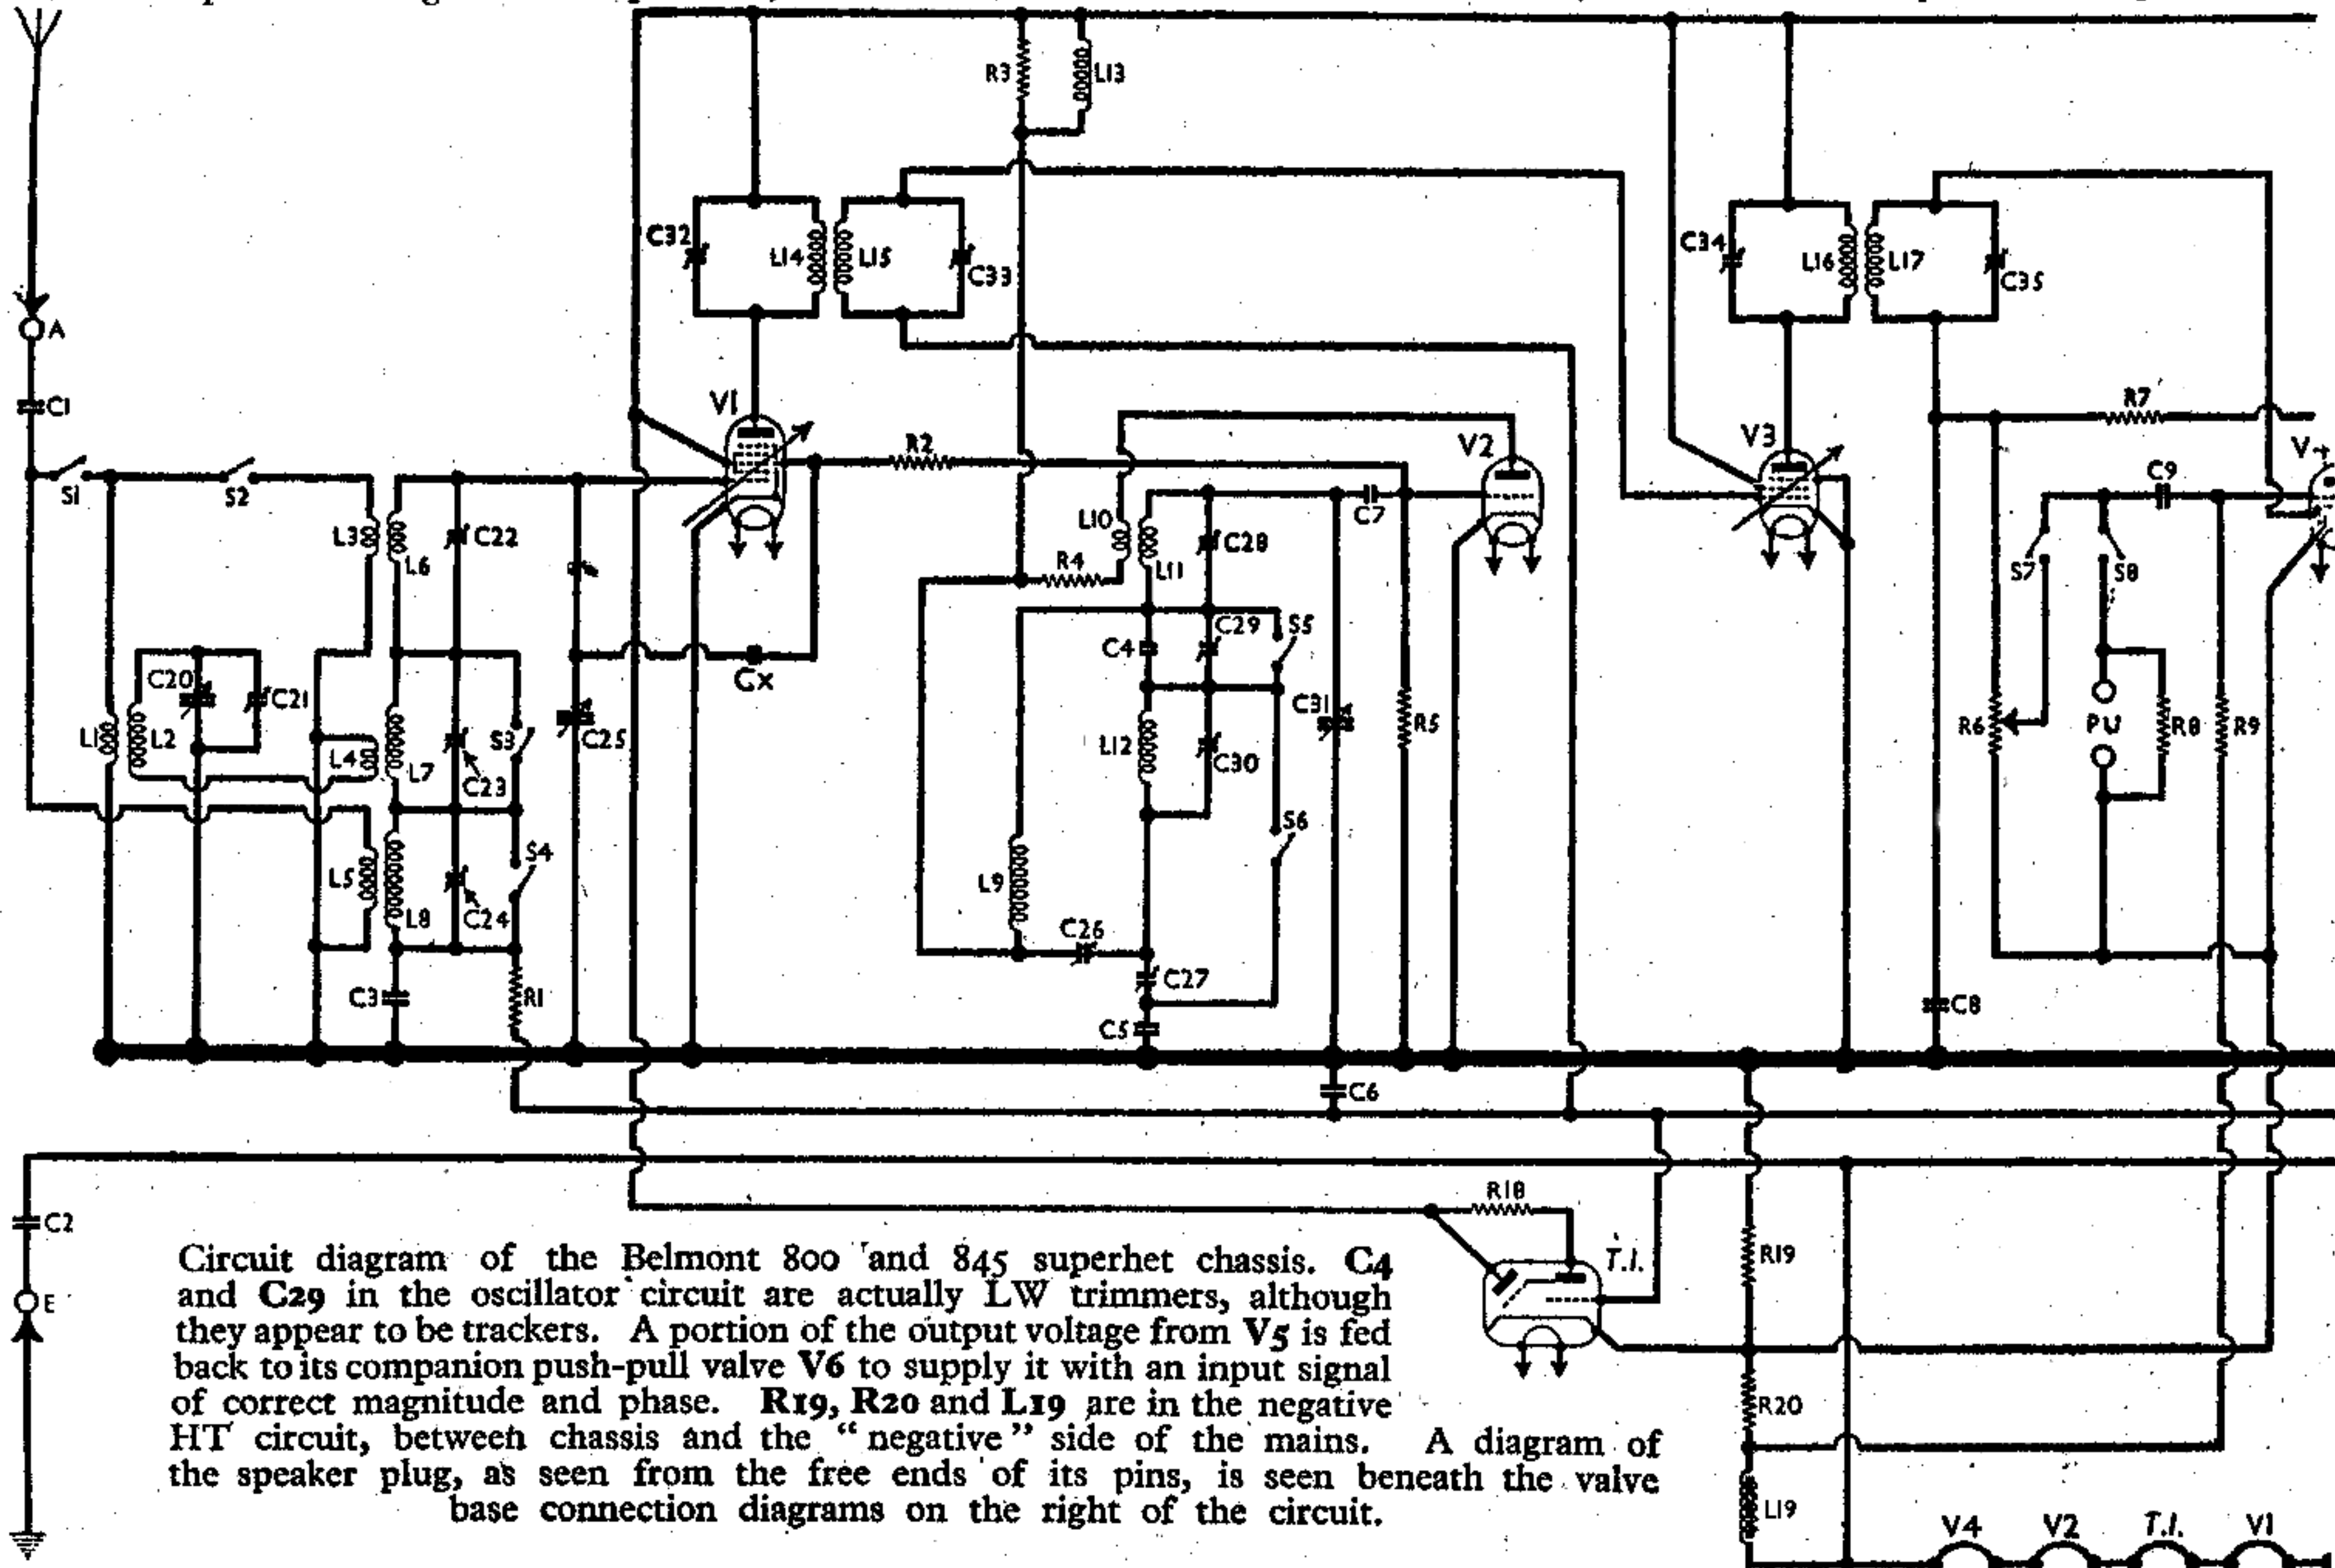 R3
L13
C32
L14
L15
C33
C34
L16
L17
C35
A
C1
S1
S2
V1
R2
V2
V3
R7
V4
C9
L3
L6
C22
L10
L11
C28
C7
R4
S7
S8
C4
C29
S5
Cx
C20
C21
L1
L2
L4
L7
C23
S3
C25
C31
L12
C30
R5
R6
PU
R8
R9
L5
L8
C24
S4
S6
L9
C26
C27
C3
R1
C5
C8
C6
C2
E
R18
T.I.
R19
R20
L19
Circuit diagram of the Belmont 800 and 845 superhet chassis. C4
and C29 in the oscillator circuit are actually LW trimmers, although
they appear to be trackers. A portion of the output voltage from V5 is fed
back to its companion push-pull valve V6 to supply it with an input signal
of correct magnitude and phase. R19, R20 and L19 are in the negative
HT circuit, between chassis and the “negative” side of the mains. A diagram of
the speaker plug, as seen from the free ends of its pins, is seen beneath the valve
base connection diagrams on the right of the circuit.
V4 V2 T.I. V1